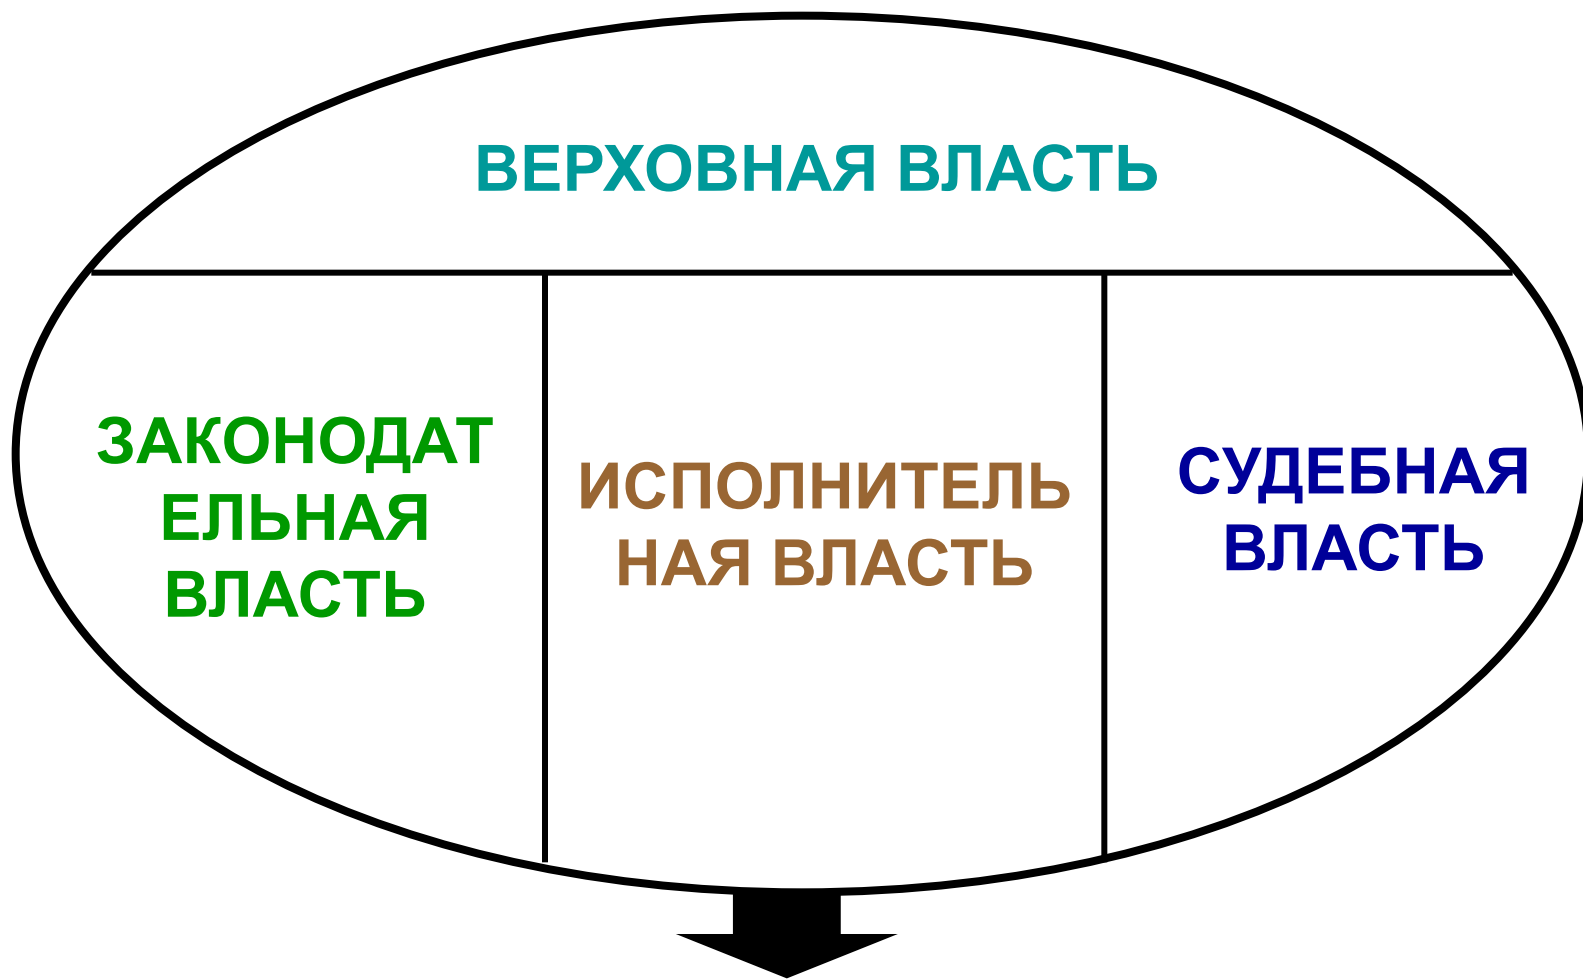 ВЕРХОВНАЯ ВЛАСТЬ
ЗАКОНОДАТ
ЕЛЬНАЯ
ВЛАСТЬ
ИСПОЛНИТЕЛЬ
НАЯ ВЛАСТЬ
СУДЕБНАЯ
ВЛАСТЬ